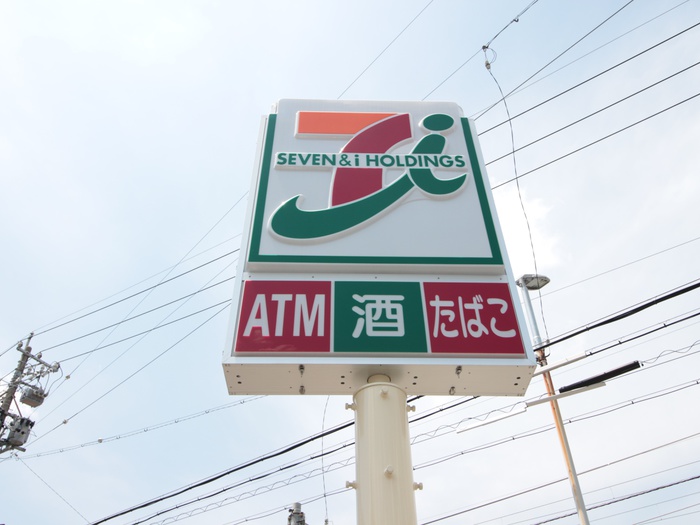 SEVEN & i HOLDINGS
ATM 酒 たばこ